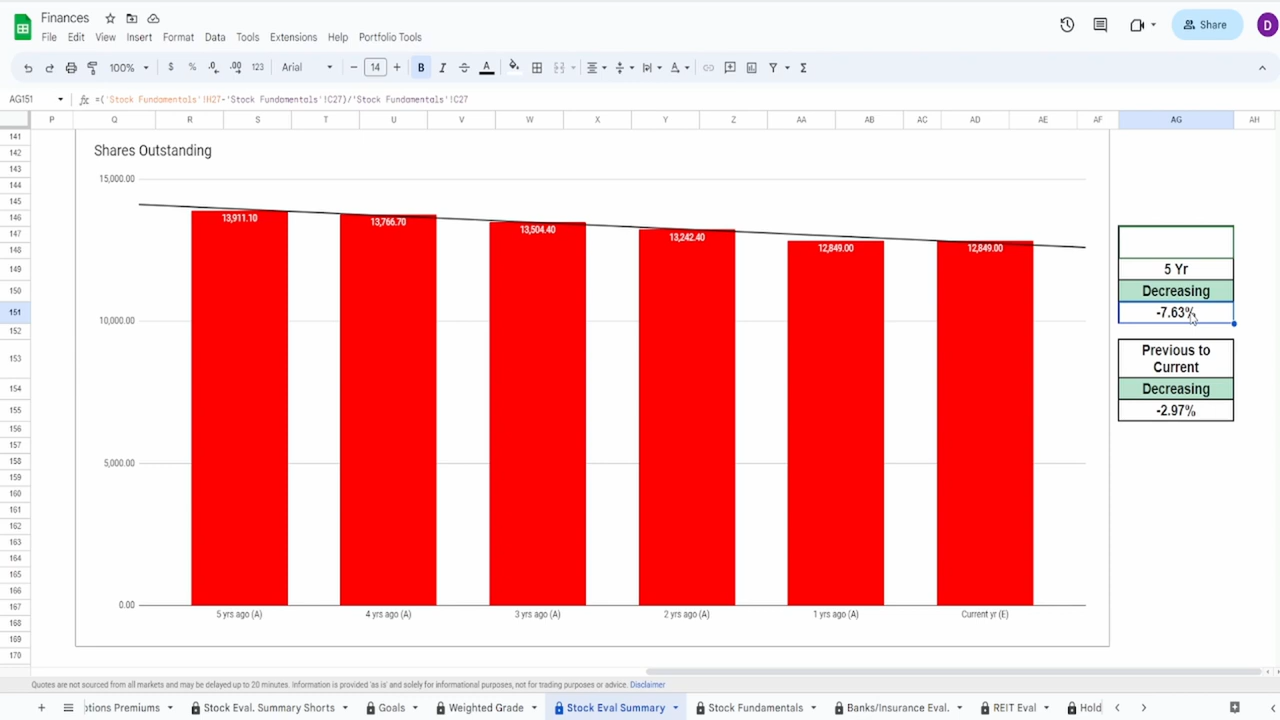 Finances
File Edit View Insert Format Data Tools Extensions Help Portfolio Tools
Share
D
100% $ % .0 .00 123 Arial 14 B I A
AG151 fx =('Stock Fundamentals'!H27-'Stock Fundamentals'!C27)/'Stock Fundamentals'!C27
P Q R S T U V W X Y Z AA AB AC AD AE AF AG AH
141
142
143
144
145
146
147
148
149
150
151
152
153
154
155
156
157
158
159
160
161
162
163
164
165
166
167
168
169
170
Shares Outstanding
15,000.00
10,000.00
5,000.00
0.00
13,911.10
13,766.70
13,504.40
13,242.40
12,849.00
12,849.00
5 yrs ago (A) 4 yrs ago (A) 3 yrs ago (A) 2 yrs ago (A) 1 yrs ago (A) Current yr (E)
5 Yr
Decreasing
-7.63%
Previous to
Current
Decreasing
-2.97%
Quotes are not sourced from all markets and may be delayed up to 20 minutes. Information is provided 'as is' and solely for informational purposes, not for trading purposes or advice. Disclaimer
otions Premiums Stock Eval. Summary Shorts Goals Weighted Grade Stock Eval Summary Stock Fundamentals Banks/Insurance Eval. REIT Eval Hold